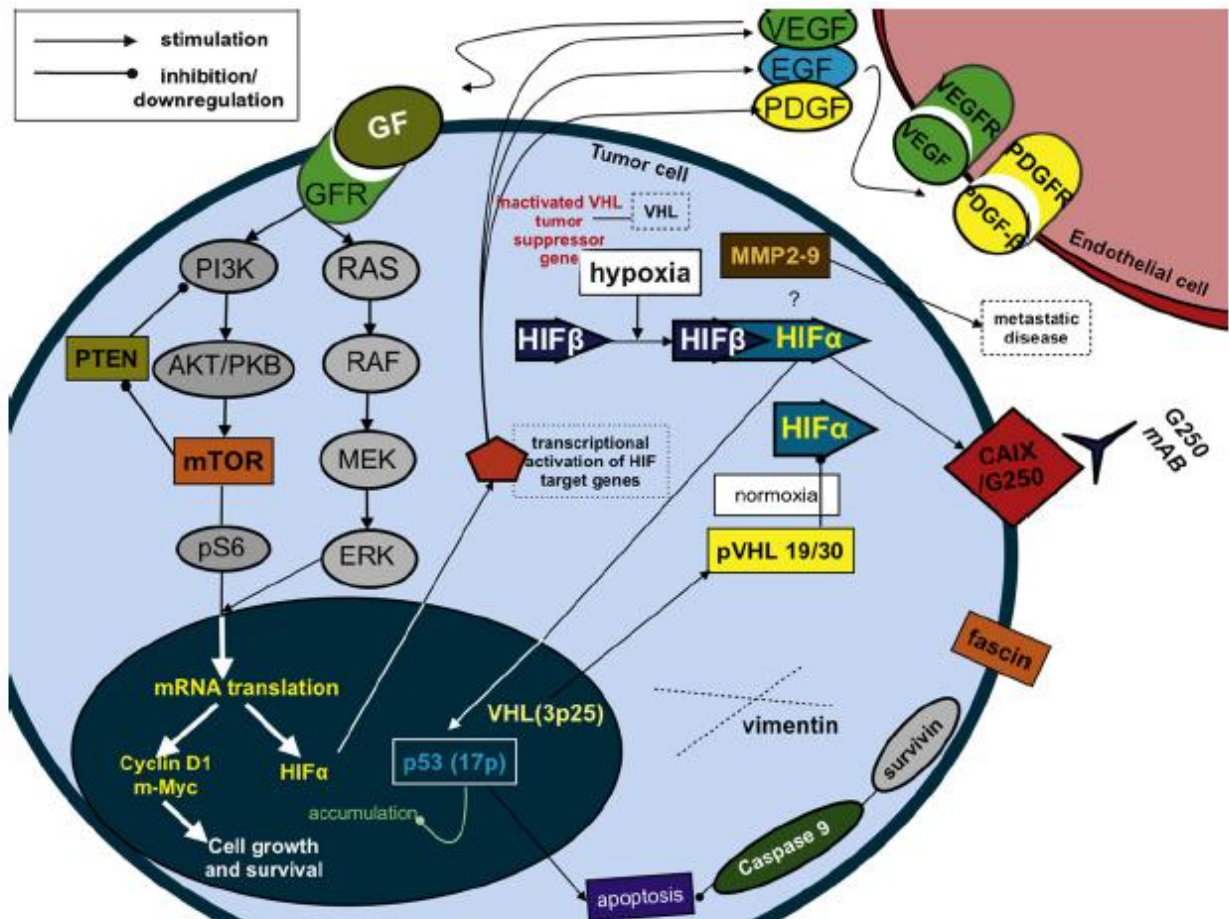 stimulation
inhibition/
downregulation
VEGF
EGF
PDGF
VEGFR
VEGF
PDGFR
PDGF-β
Endothelial cell
GF
GFR
Tumor cell
inactivated VHL
tumor
suppressor
gene
VHL
hypoxia
MMP2-9
?
metastatic
disease
PI3K
RAS
HIFβ
HIFβ
HIFα
PTEN
AKT/PKB
RAF
HIFα
G250
mAB
CAIX
/G250
mTOR
MEK
transcriptional
activation of HIF
target genes
normoxia
pS6
ERK
pVHL 19/30
fascin
mRNA translation
VHL(3p25)
vimentin
survivin
Cyclin D1
m-Myc
HIFα
p53 (17p)
accumulation
Cell growth
and survival
Caspase 9
apoptosis